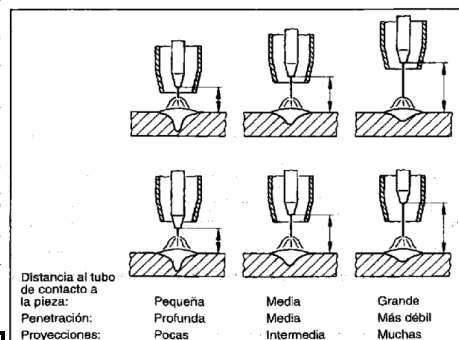 Distancia al tubo
de contacto a
la pieza: Pequeña Media Grande
Penetración: Profunda Media Más débil
Proyecciones: Pocas Intermedia Muchas